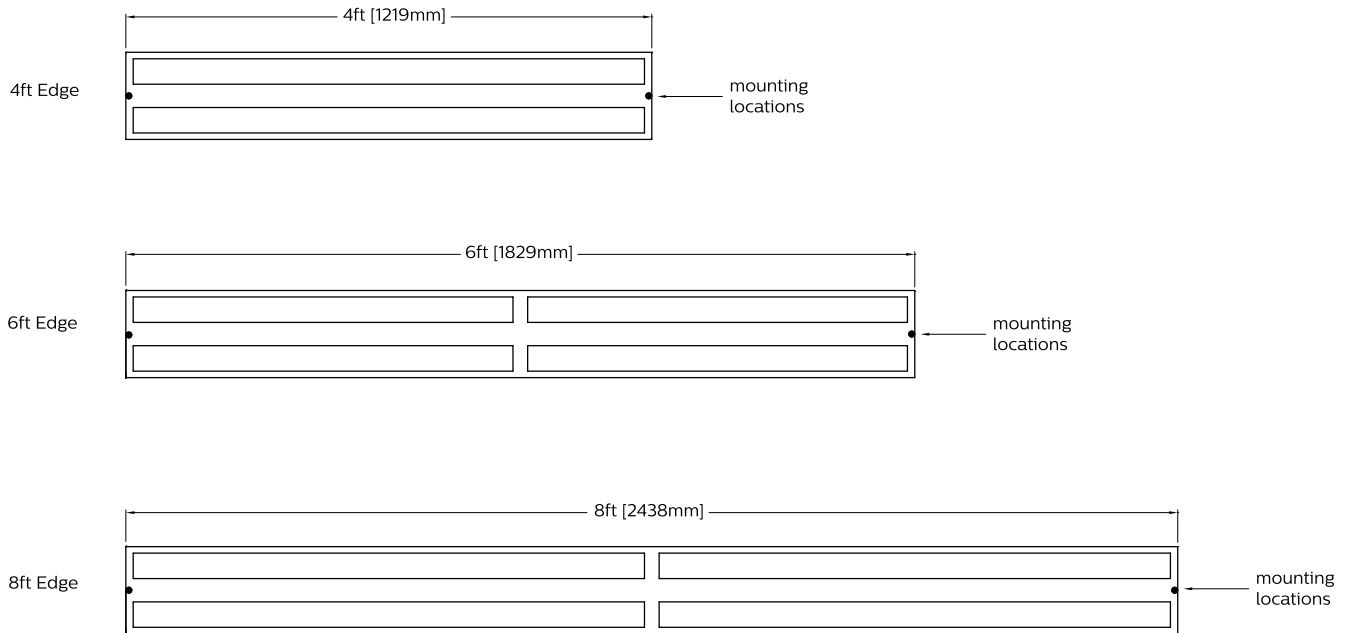 4ft [1219mm]
4ft Edge
mounting
locations
6ft [1829mm]
6ft Edge
mounting
locations
8ft [2438mm]
8ft Edge
mounting
locations